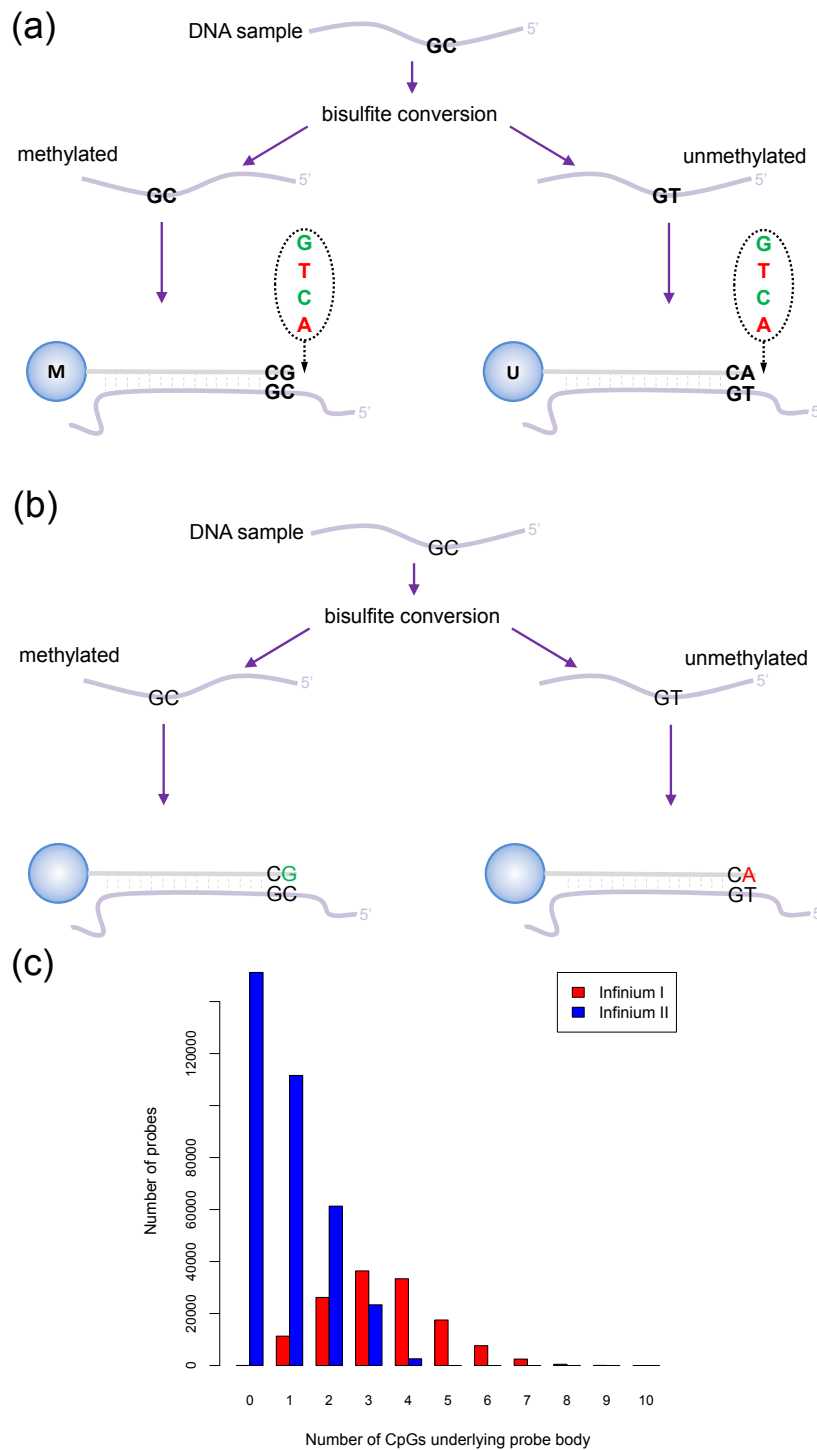 (a)
DNA sample
5'
GC
bisulfite conversion
methylated
unmethylated
5'
5'
GC
GT
G
T
C
A
G
T
C
A
M
CG
GC
5'
U
CA
GT
5'
(b)
DNA sample
5'
GC
bisulfite conversion
methylated
unmethylated
5'
5'
GC
GT
CG
GC
5'
CA
GT
5'
(c)
Infinium I
Infinium II
Number of probes
0
20000
40000
60000
80000
120000
0 1 2 3 4 5 6 7 8 9 10
Number of CpGs underlying probe body